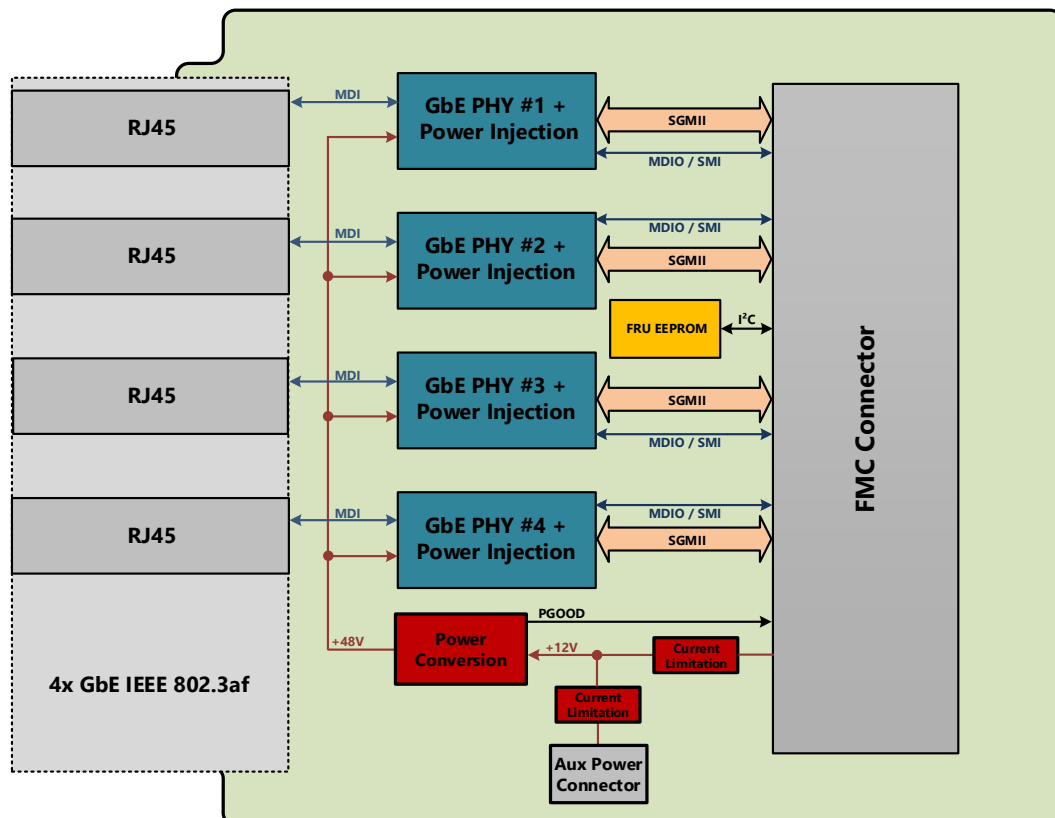 RJ45
MDI
GbE PHY #1 +
Power Injection
SGMII
MDIO / SMI
RJ45
MDI
GbE PHY #2 +
Power Injection
MDIO / SMI
SGMII
FRU EEPROM
I²C
FMC Connector
RJ45
MDI
GbE PHY #3 +
Power Injection
SGMII
MDIO / SMI
RJ45
MDI
GbE PHY #4 +
Power Injection
MDIO / SMI
SGMII
PGOOD
+48V
Power
Conversion
+12V
Current
Limitation
4x GbE IEEE 802.3af
Current
Limitation
Aux Power
Connector